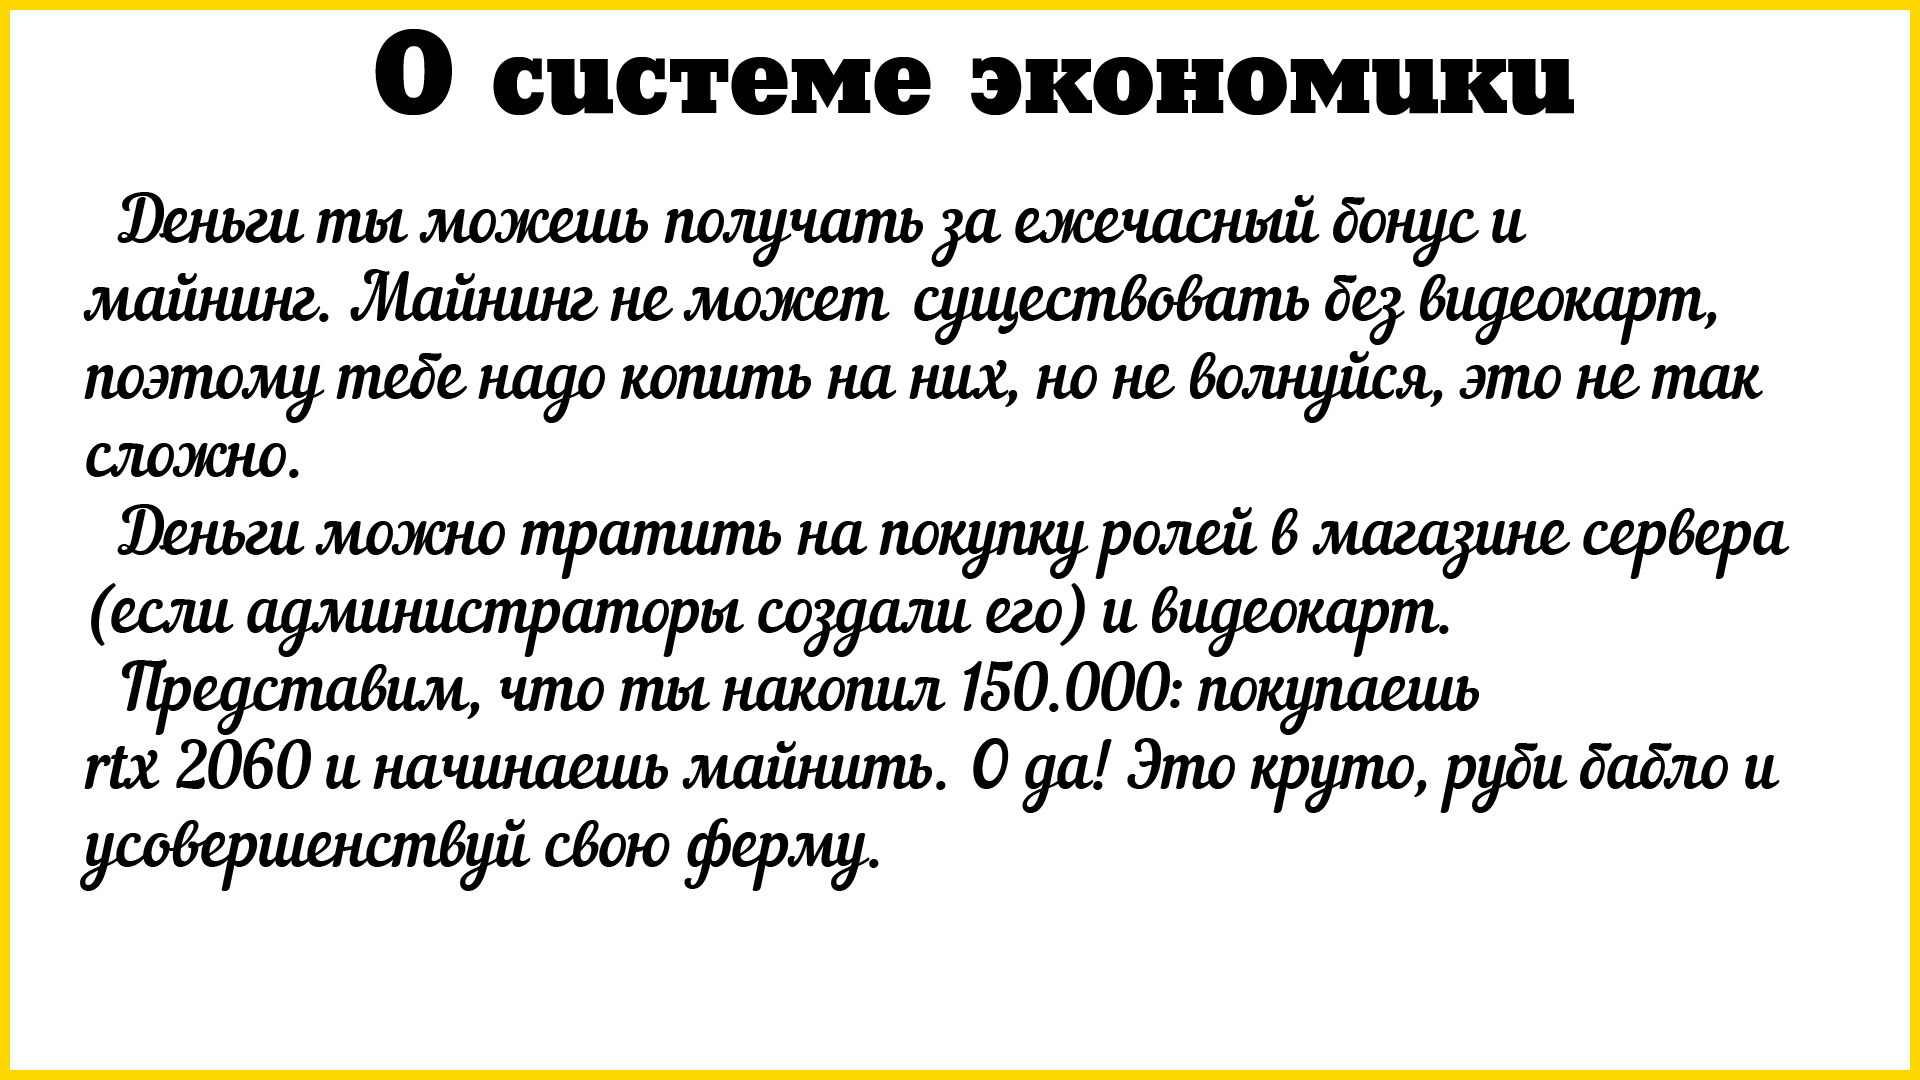 О системе экономики
Деньги ты можешь получать за ежечасный бонус и
майнинг. Майнинг не может существовать без видеокарт,
поэтому тебе надо копить на них, но не волнуйся, это не так
сложно.
Деньги можно тратить на покупку ролей в магазине сервера
(если администраторы создали его) и видеокарт.
Представим, что ты накопил 150.000: покупаешь
rtx 2060 и начинаешь майнить. О да! Это круто, руби бабло и
усовершенствуй свою ферму.